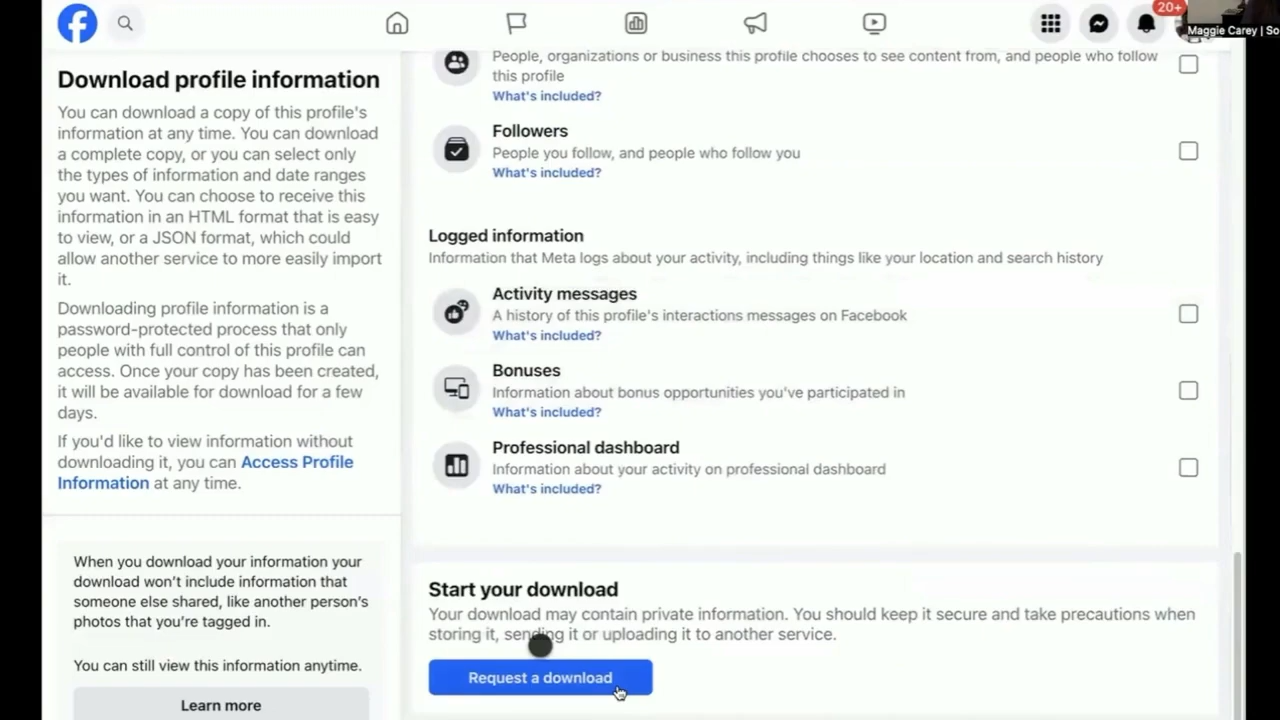 20+
Maggie Carey | So
Download profile information
You can download a copy of this profile's
information at any time. You can download
a complete copy, or you can select only
the types of information and date ranges
you want. You can choose to receive this
information in an HTML format that is easy
to view, or a JSON format, which could
allow another service to more easily import
it.
Downloading profile information is a
password-protected process that only
people with full control of this profile can
access. Once your copy has been created,
it will be available for download for a few
days.
If you'd like to view information without
downloading it, you can Access Profile
Information at any time.
When you download your information your
download won't include information that
someone else shared, like another person's
photos that you're tagged in.
You can still view this information anytime.
Learn more
People, organizations or business this profile chooses to see content from, and people who follow
this profile
What's included?
Followers
People you follow, and people who follow you
What's included?
Logged information
Information that Meta logs about your activity, including things like your location and search history
Activity messages
A history of this profile's interactions messages on Facebook
What's included?
Bonuses
Information about bonus opportunities you've participated in
What's included?
Professional dashboard
Information about your activity on professional dashboard
What's included?
Start your download
Your download may contain private information. You should keep it secure and take precautions when
storing it, sending it or uploading it to another service.
Request a download